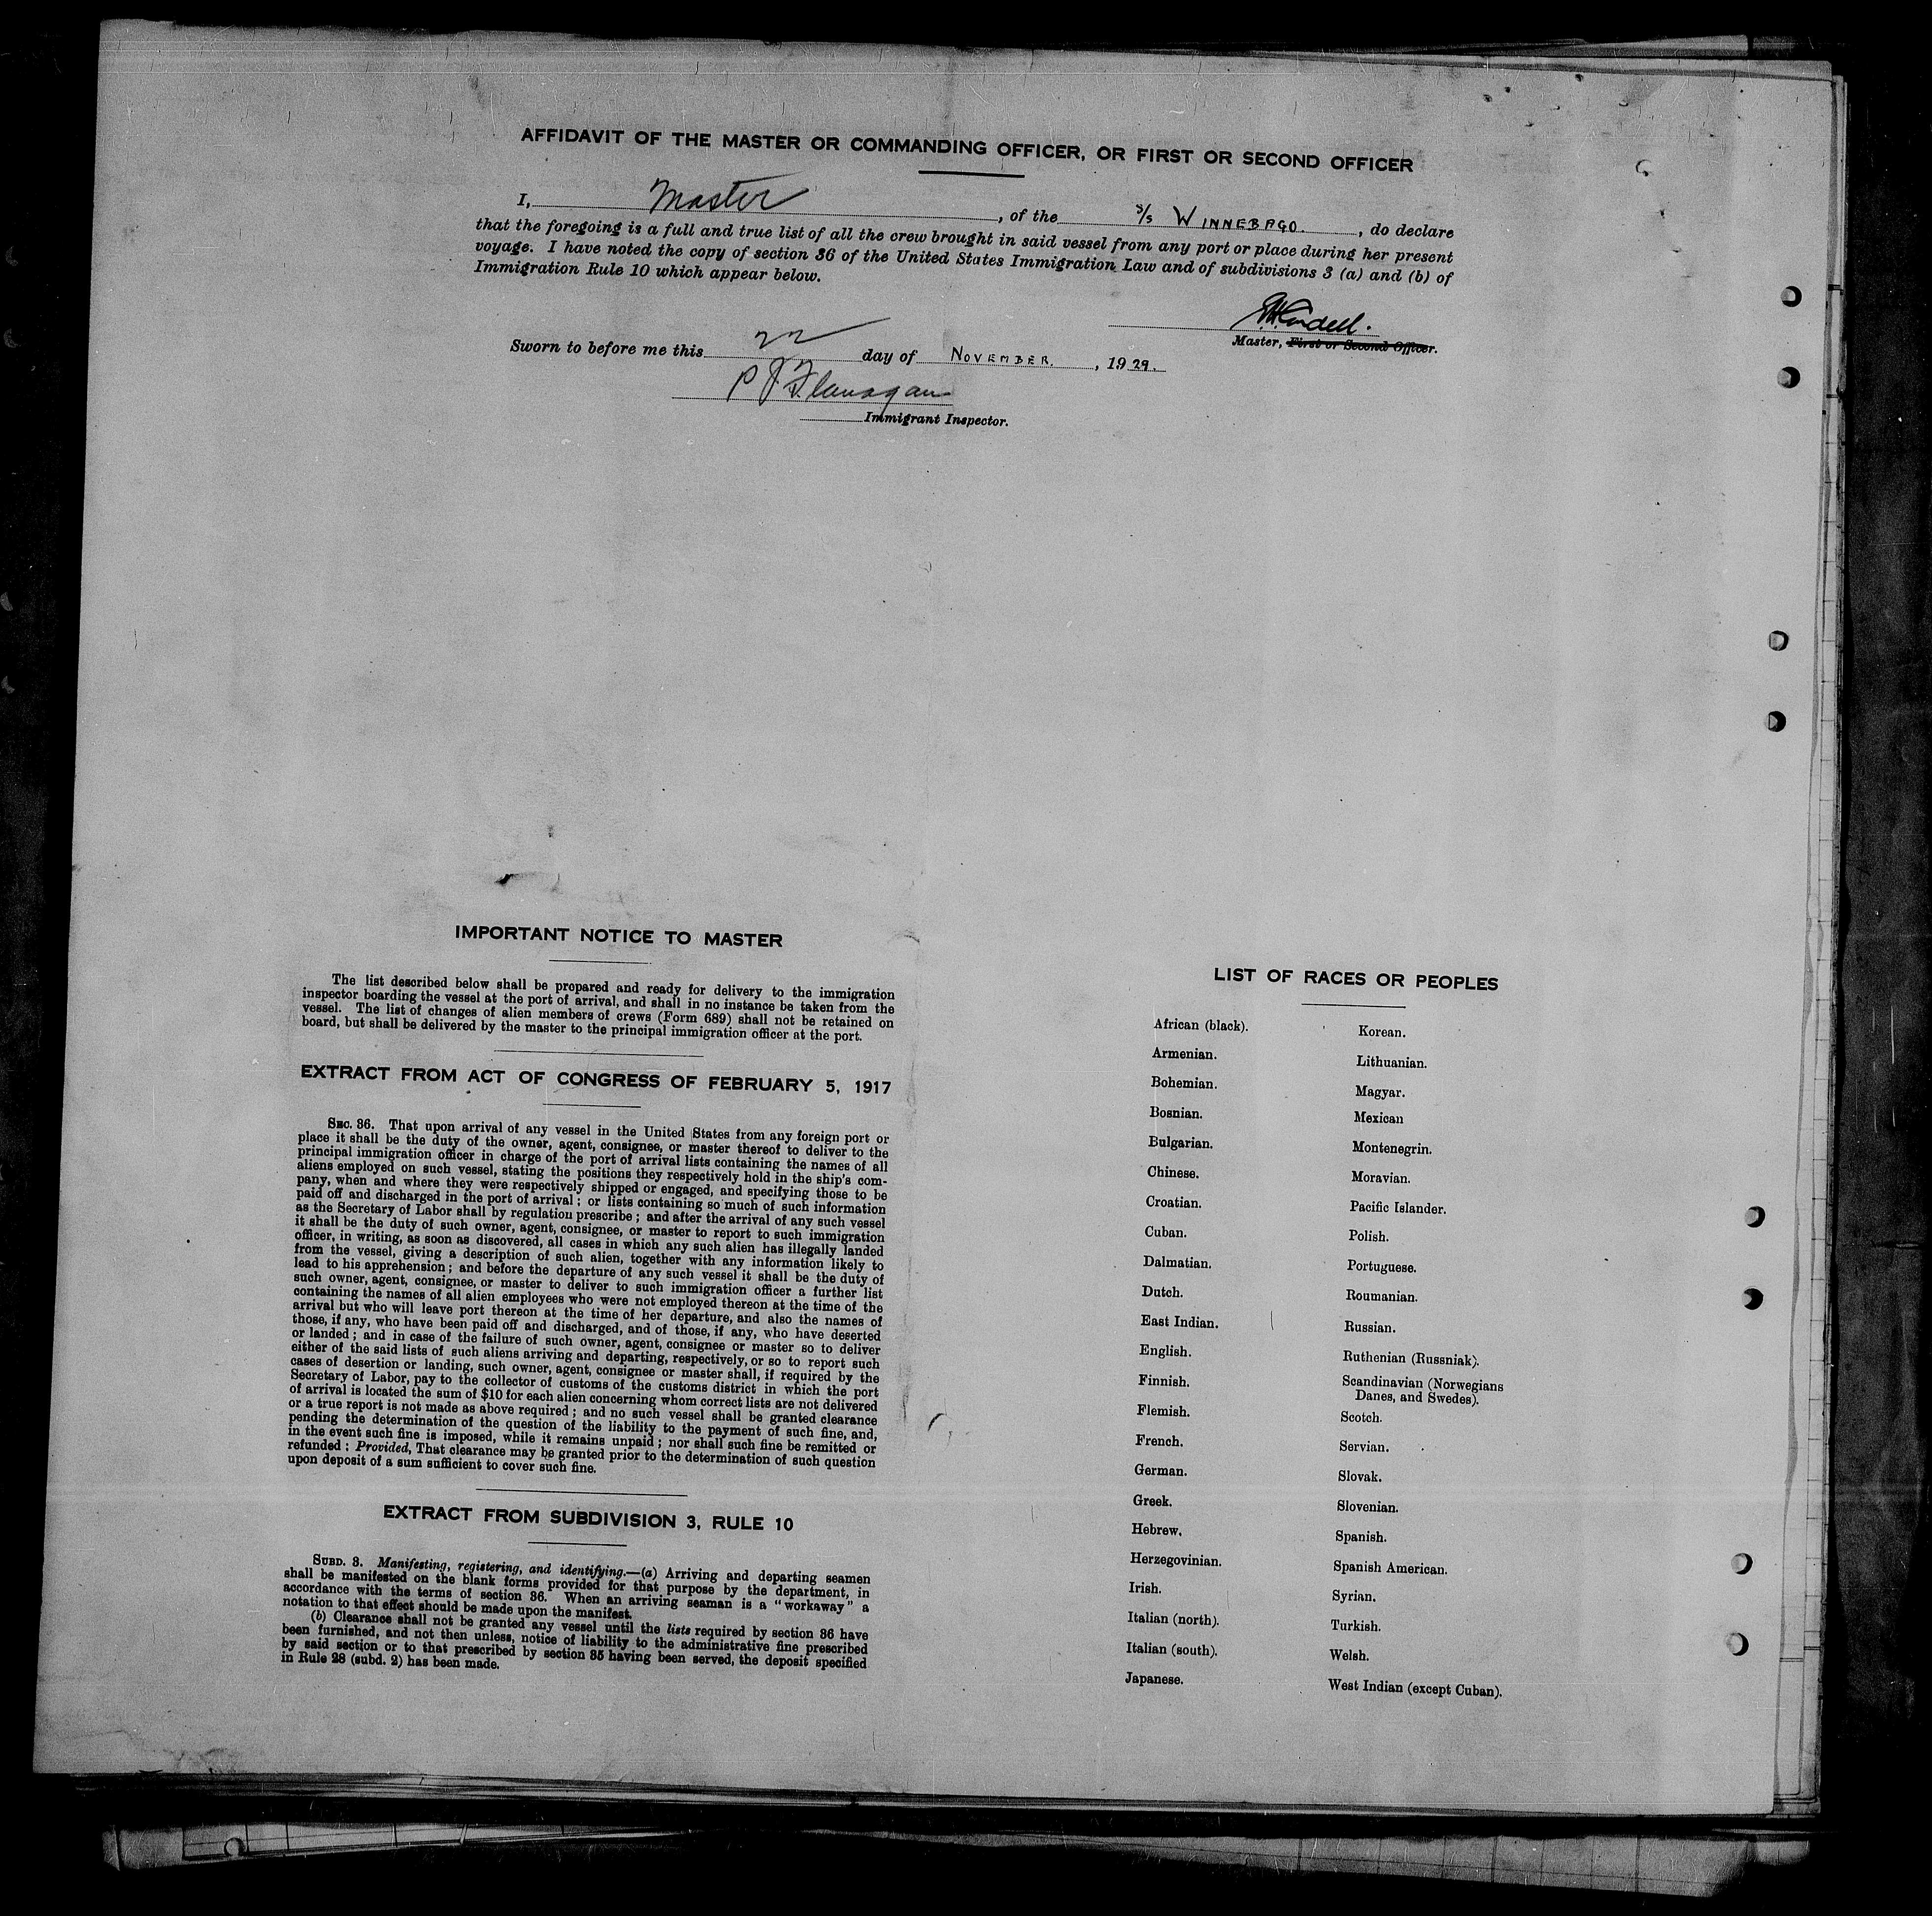 AFFIDAVIT OF THE MASTER OR COMMANDING OFFICER, OR FIRST OR SECOND OFFICER
I, Master, of the S/S WINNEBAGO., do declare
that the foregoing is a full and true list of all the crew brought in said vessel from any port or place during her present
voyage. I have noted the copy of section 36 of the United States Immigration Law and of subdivisions 3 (a) and (b) of
Immigration Rule 10 which appear below.
Master, First or Second Officer.
Sworn to before me this 22 day of NOVEMBER., 1929.
P J Flanagan
Immigrant Inspector.
IMPORTANT NOTICE TO MASTER
The list described below shall be prepared and ready for delivery to the immigration
inspector boarding the vessel at the port of arrival, and shall in no instance be taken from the
vessel. The list of changes of alien members of crews (Form 689) shall not be retained on
board, but shall be delivered by the master to the principal immigration officer at the port.
EXTRACT FROM ACT OF CONGRESS OF FEBRUARY 5, 1917
SEC. 36. That upon arrival of any vessel in the United States from any foreign port or
place it shall be the duty of the owner, agent, consignee, or master thereof to deliver to the
principal immigration officer in charge of the port of arrival lists containing the names of all
aliens employed on such vessel, stating the positions they respectively hold in the ship's com-
pany, when and where they were respectively shipped or engaged, and specifying those to be
paid off and discharged in the port of arrival; or lists containing so much of such information
as the Secretary of Labor shall by regulation prescribe; and after the arrival of any such vessel
it shall be the duty of such owner, agent, consignee, or master to report to such immigration
officer, in writing, as soon as discovered, all cases in which any such alien has illegally landed
from the vessel, giving a description of such alien, together with any information likely to
lead to his apprehension; and before the departure of any such vessel it shall be the duty of
such owner, agent, consignee, or master to deliver to such immigration officer a further list
containing the names of all alien employees who were not employed thereon at the time of the
arrival but who will leave port thereon at the time of her departure, and also the names of
those, if any, who have been paid off and discharged, and of those, if any, who have deserted
or landed; and in case of the failure of such owner, agent, consignee or master so to deliver
either of the said lists of such aliens arriving and departing, respectively, or so to report such
cases of desertion or landing, such owner, agent, consignee or master shall, if required by the
Secretary of Labor, pay to the collector of customs of the customs district in which the port
of arrival is located the sum of $10 for each alien concerning whom correct lists are not delivered
or a true report is not made as above required; and no such vessel shall be granted clearance
pending the determination of the question of the liability to the payment of such fine, and,
in the event such fine is imposed, while it remains unpaid; nor shall such fine be remitted or
refunded: Provided, That clearance may be granted prior to the determination of such question
upon deposit of a sum sufficient to cover such fine.
EXTRACT FROM SUBDIVISION 3, RULE 10
SUBD. 3. Manifesting, registering, and identifying.—(a) Arriving and departing seamen
shall be manifested on the blank forms provided for that purpose by the department, in
accordance with the terms of section 36. When an arriving seaman is a "workaway" a
notation to that effect should be made upon the manifest.
(b) Clearance shall not be granted any vessel until the lists required by section 36 have
been furnished, and not then unless, notice of liability to the administrative fine prescribed
by said section or to that prescribed by section 35 having been served, the deposit specified
in Rule 28 (subd. 2) has been made.
LIST OF RACES OR PEOPLES
African (black).
Armenian.
Bohemian.
Bosnian.
Bulgarian.
Chinese.
Croatian.
Cuban.
Dalmatian.
Dutch.
East Indian.
English.
Finnish.
Flemish.
French.
German.
Greek.
Hebrew.
Herzegovinian.
Irish.
Italian (north).
Italian (south).
Japanese.
Korean.
Lithuanian.
Magyar.
Mexican
Montenegrin.
Moravian.
Pacific Islander.
Polish.
Portuguese.
Roumanian.
Russian.
Ruthenian (Russniak).
Scandinavian (Norwegians
Danes, and Swedes).
Scotch.
Servian.
Slovak.
Slovenian.
Spanish.
Spanish American.
Syrian.
Turkish.
Welsh.
West Indian (except Cuban).